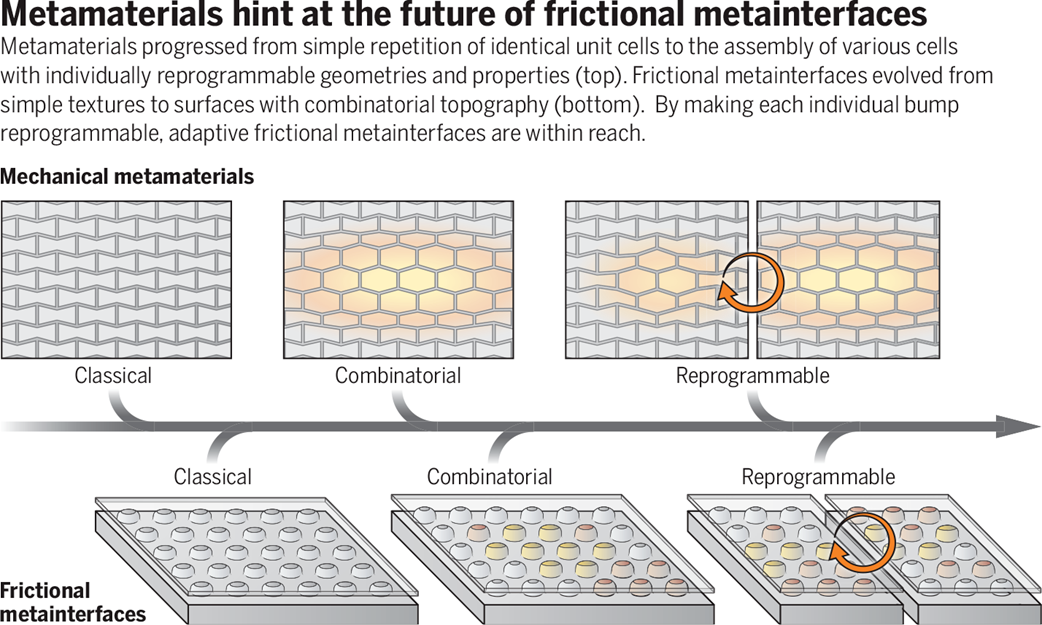 Metamaterials hint at the future of frictional metainterfaces
Metamaterials progressed from simple repetition of identical unit cells to the assembly of various cells
with individually reprogrammable geometries and properties (top). Frictional metainterfaces evolved from
simple textures to surfaces with combinatorial topography (bottom). By making each individual bump
reprogrammable, adaptive frictional metainterfaces are within reach.
Mechanical metamaterials
Classical
Combinatorial
Reprogrammable
Classical
Combinatorial
Reprogrammable
Frictional
metainterfaces